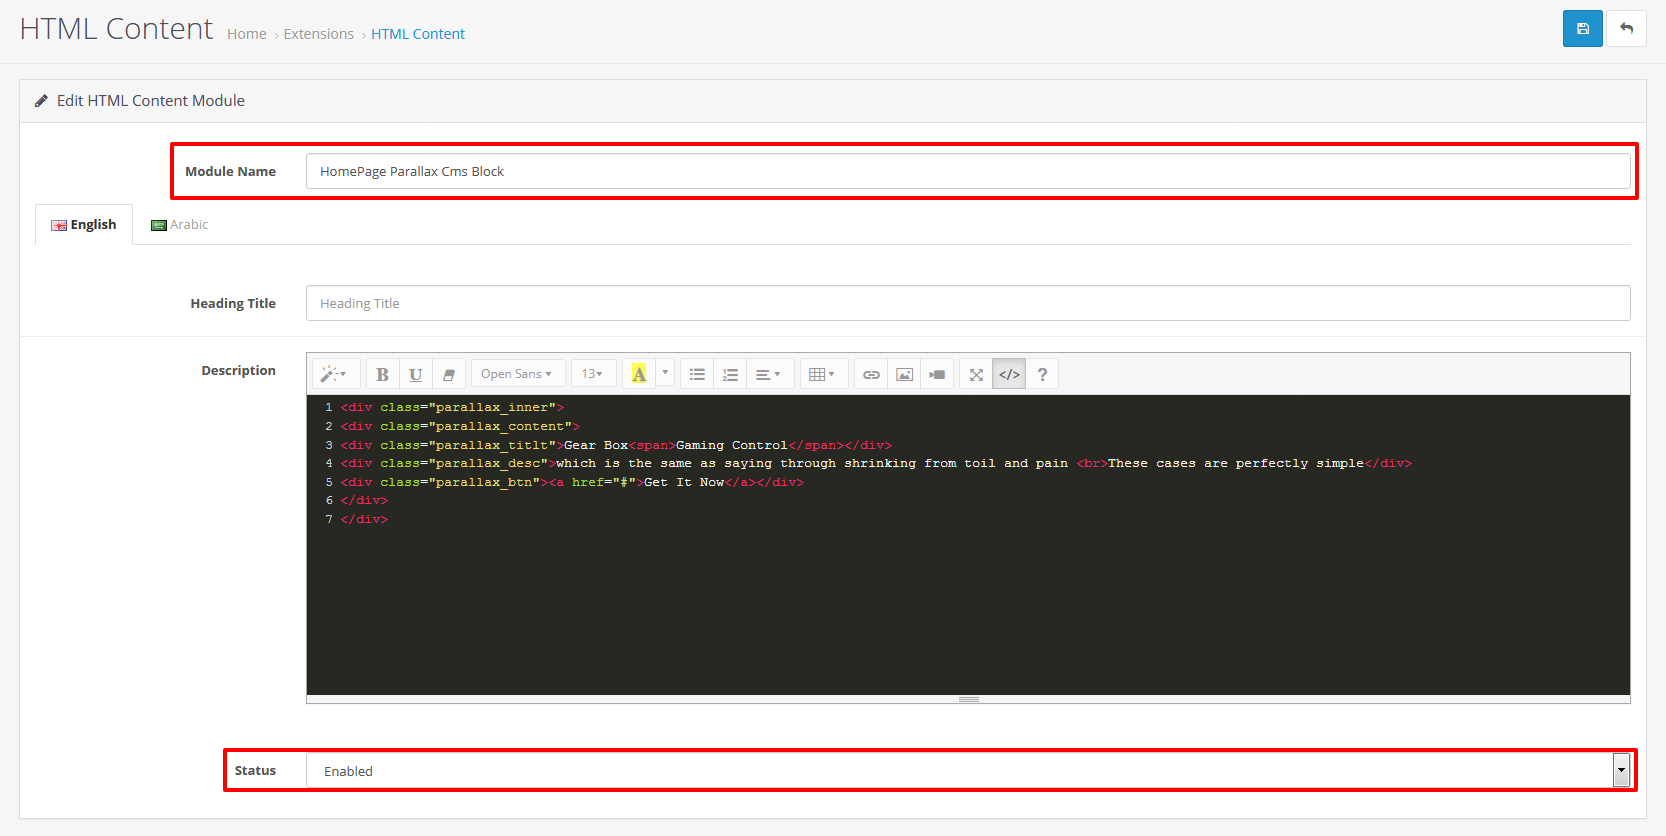 HTML Content Home › Extensions › HTML Content
Edit HTML Content Module
Module Name HomePage Parallax Cms Block
English Arabic
Heading Title Heading Title
Description B U Open Sans 13 A </> ?
1 <div class="parallax_inner">
2 <div class="parallax_content">
3 <div class="parallax_titlt">Gear Box<span>Gaming Control</span></div>
4 <div class="parallax_desc">which is the same as saying through shrinking from toil and pain <br>These cases are perfectly simple</div>
5 <div class="parallax_btn"><a href="#">Get It Now</a></div>
6 </div>
7 </div>
Status Enabled